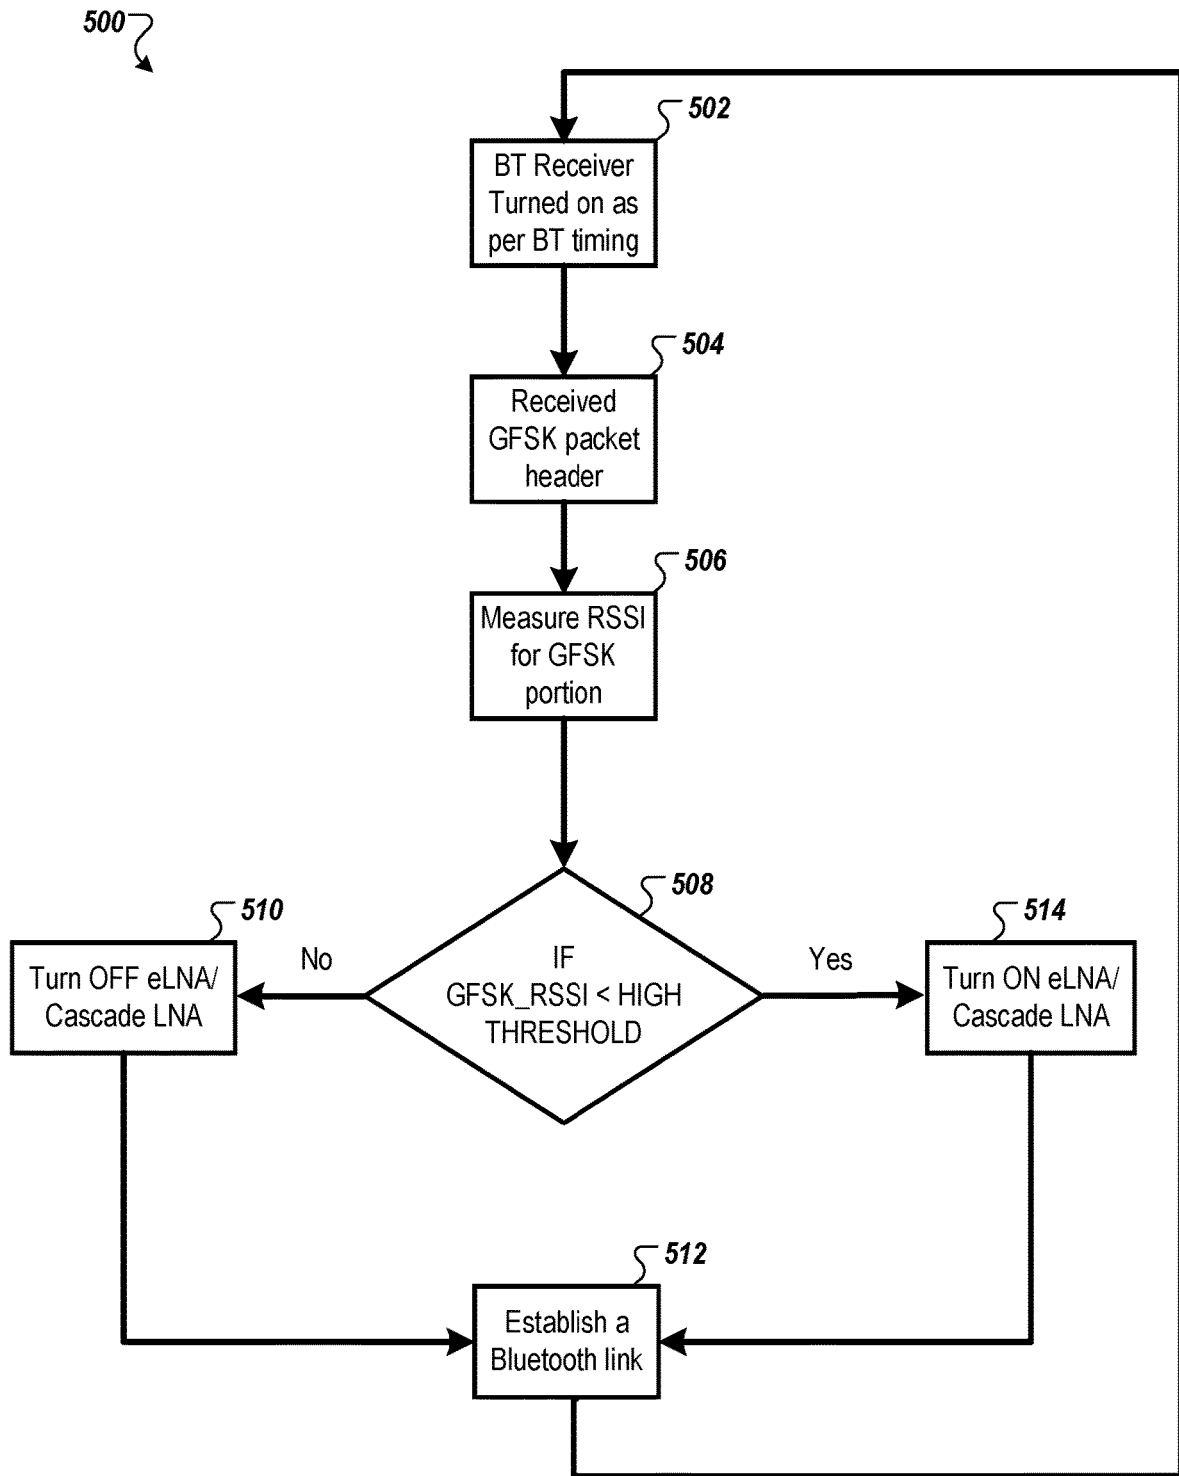 500
502
BT Receiver
Turned on as
per BT timing
504
Received
GFSK packet
header
506
Measure RSSI
for GFSK
portion
508
IF
GFSK_RSSI < HIGH
THRESHOLD
No
Yes
510
Turn OFF eLNA/
Cascade LNA
514
Turn ON eLNA/
Cascade LNA
512
Establish a
Bluetooth link